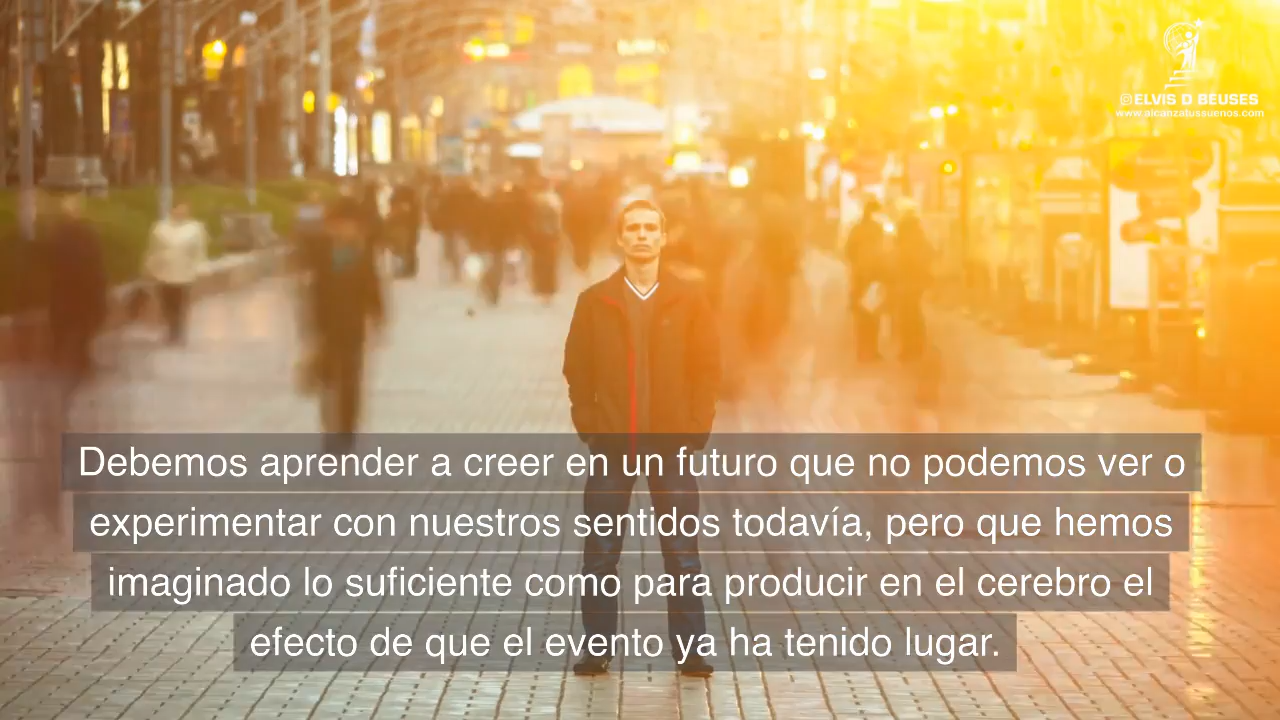 ©ELVIS D BEUSES
www.alcanzatussuenos.com
Debemos aprender a creer en un futuro que no podemos ver o
experimentar con nuestros sentidos todavía, pero que hemos
imaginado lo suficiente como para producir en el cerebro el
efecto de que el evento ya ha tenido lugar.